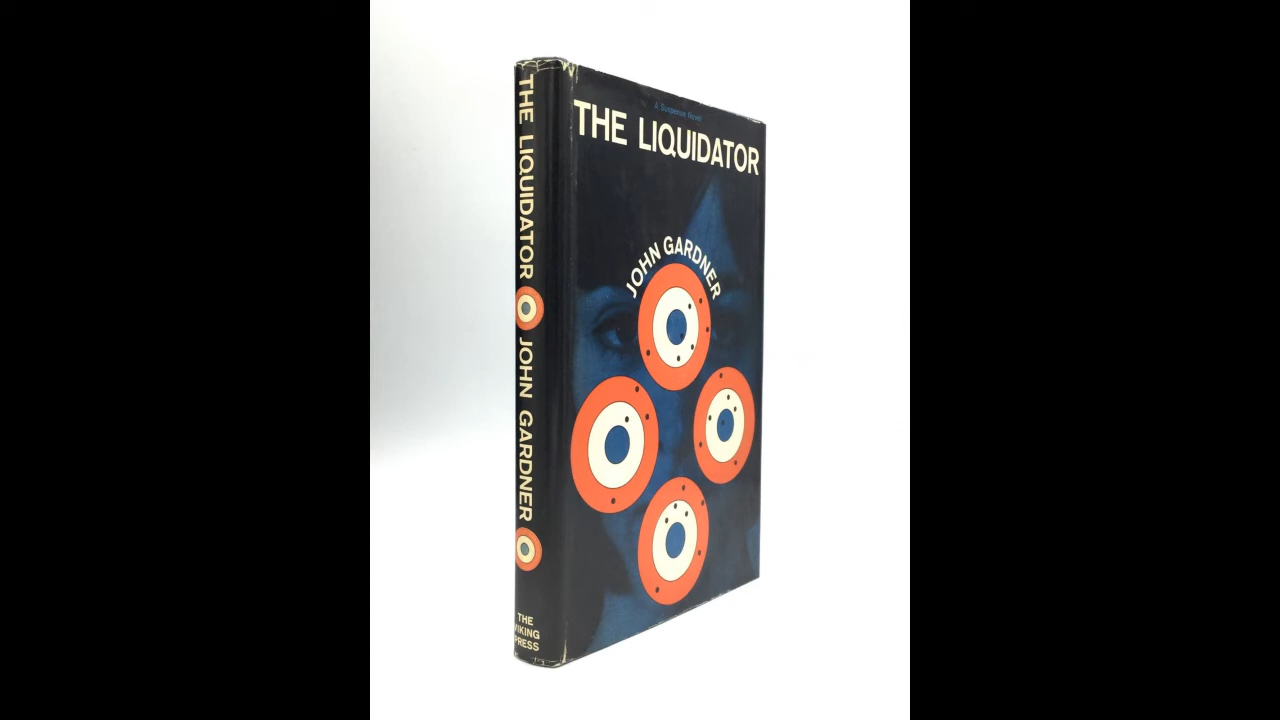 THE LIQUIDATOR
JOHN GARDNER
THE
VIKING
PRESS
A Suspense Novel
THE LIQUIDATOR
JOHN GARDNER